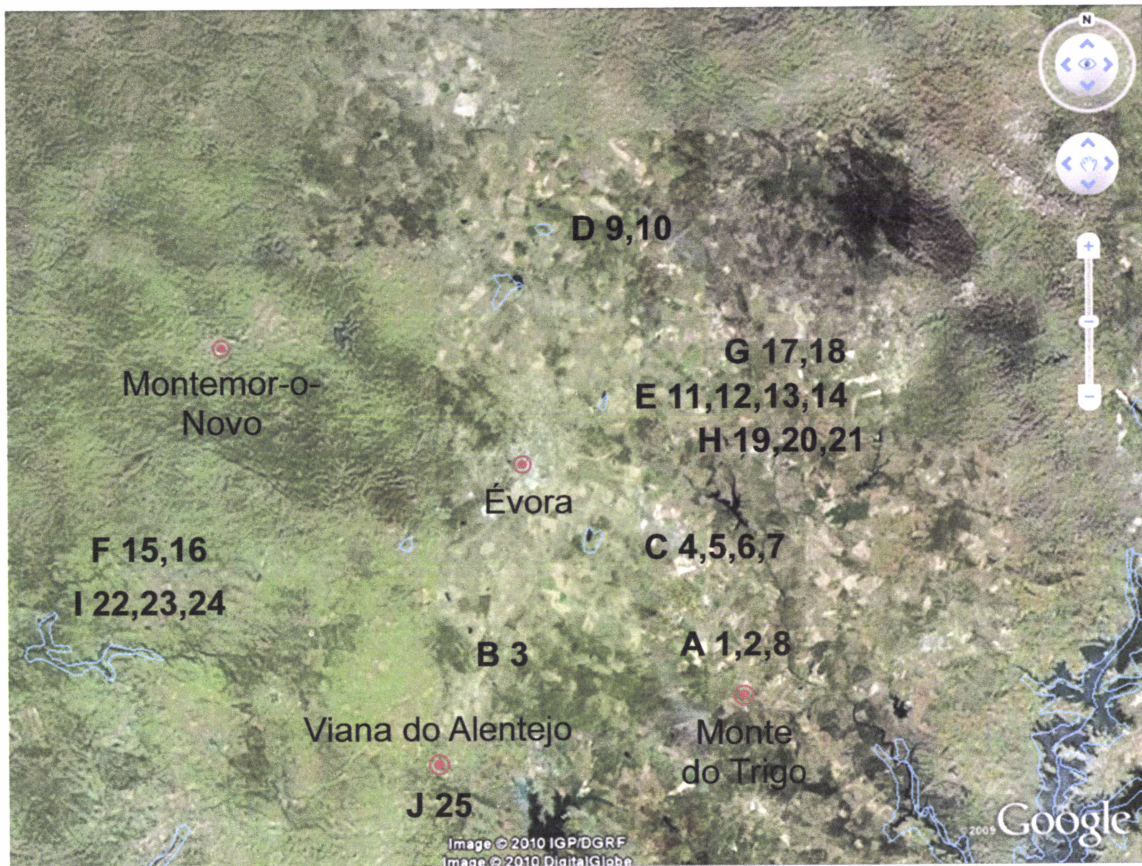 N
D 9,10
G 17,18
Montemor-o-
Novo
E 11,12,13,14
H 19,20,21
Évora
F 15,16
C 4,5,6,7
I 22,23,24
A 1,2,8
B 3
Viana do Alentejo
Monte
do Trigo
J 25
2009 Google
Image © 2010 IGP/DGRF
Image © 2010 DigitalGlobe